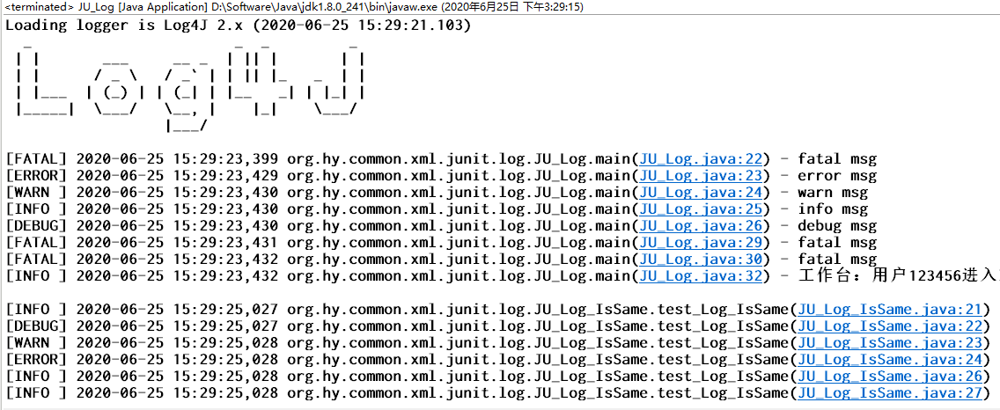 <terminated> JU_Log [Java Application] D:\Software\Java\jdk1.8.0_241\bin\javaw.exe (2020年6月25日 下午3:29:15)
Loading logger is Log4J 2.x (2020-06-25 15:29:21.103)
Log4J
[FATAL] 2020-06-25 15:29:23,399 org.hy.common.xml.junit.log.JU_Log.main(JU_Log.java:22) - fatal msg
[ERROR] 2020-06-25 15:29:23,429 org.hy.common.xml.junit.log.JU_Log.main(JU_Log.java:23) - error msg
[WARN ] 2020-06-25 15:29:23,430 org.hy.common.xml.junit.log.JU_Log.main(JU_Log.java:24) - warn msg
[INFO ] 2020-06-25 15:29:23,430 org.hy.common.xml.junit.log.JU_Log.main(JU_Log.java:25) - info msg
[DEBUG] 2020-06-25 15:29:23,430 org.hy.common.xml.junit.log.JU_Log.main(JU_Log.java:26) - debug msg
[FATAL] 2020-06-25 15:29:23,431 org.hy.common.xml.junit.log.JU_Log.main(JU_Log.java:29) - fatal msg
[FATAL] 2020-06-25 15:29:23,432 org.hy.common.xml.junit.log.JU_Log.main(JU_Log.java:30) - fatal msg
[INFO ] 2020-06-25 15:29:23,432 org.hy.common.xml.junit.log.JU_Log.main(JU_Log.java:32) - 工作台：用户123456进入
[INFO ] 2020-06-25 15:29:25,027 org.hy.common.xml.junit.log.JU_Log_IsSame.test_Log_IsSame(JU_Log_IsSame.java:21)
[DEBUG] 2020-06-25 15:29:25,027 org.hy.common.xml.junit.log.JU_Log_IsSame.test_Log_IsSame(JU_Log_IsSame.java:22)
[WARN ] 2020-06-25 15:29:25,028 org.hy.common.xml.junit.log.JU_Log_IsSame.test_Log_IsSame(JU_Log_IsSame.java:23)
[ERROR] 2020-06-25 15:29:25,028 org.hy.common.xml.junit.log.JU_Log_IsSame.test_Log_IsSame(JU_Log_IsSame.java:24)
[INFO ] 2020-06-25 15:29:25,028 org.hy.common.xml.junit.log.JU_Log_IsSame.test_Log_IsSame(JU_Log_IsSame.java:26)
[INFO ] 2020-06-25 15:29:25,028 org.hy.common.xml.junit.log.JU_Log_IsSame.test_Log_IsSame(JU_Log_IsSame.java:27)